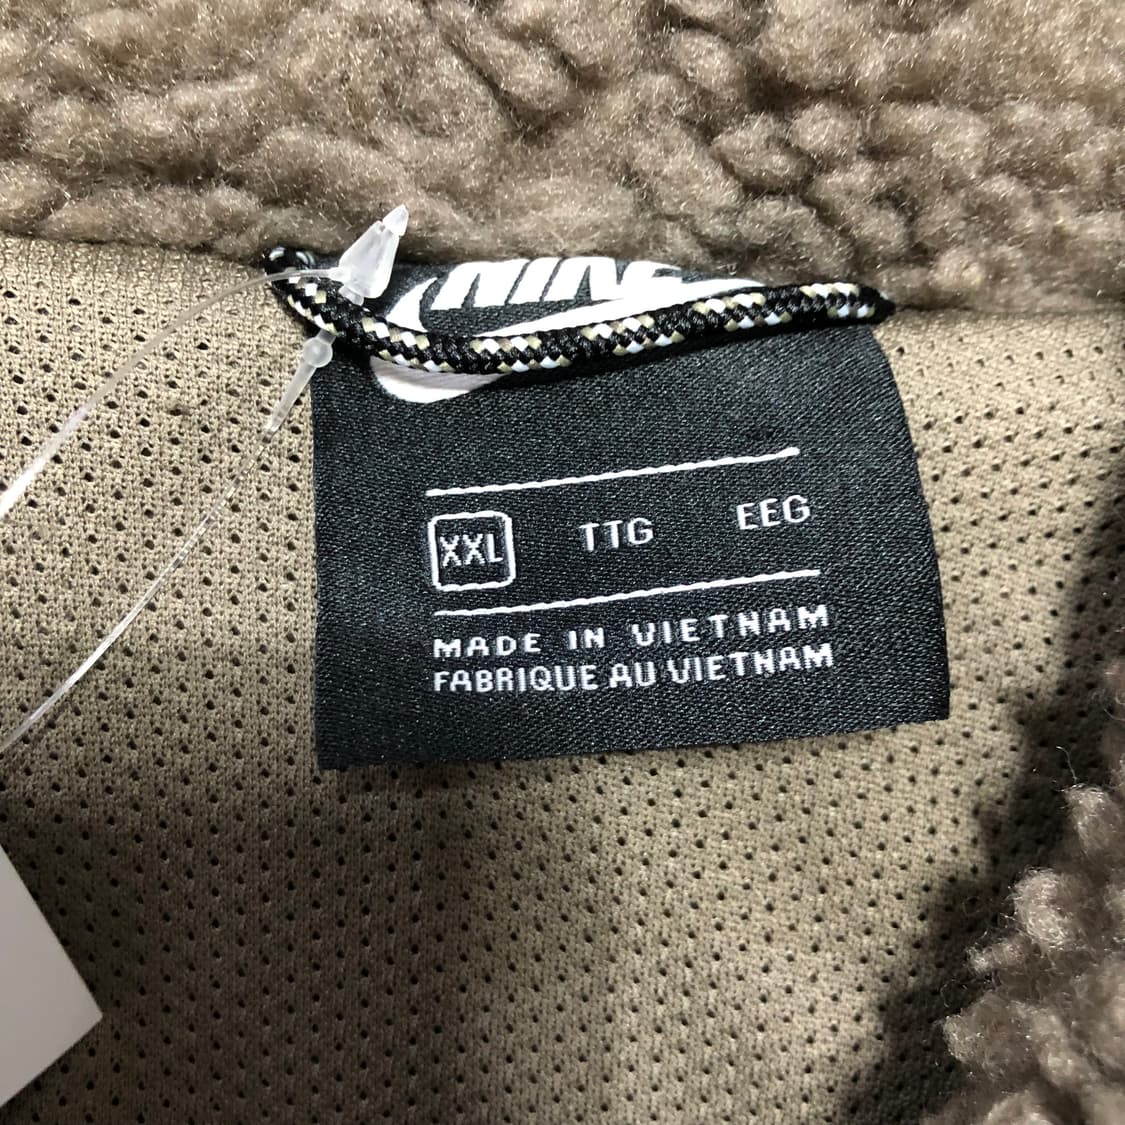 NIKE
XXL TTG EEG
MADE IN VIETNAM
FABRIQUE AU VIETNAM